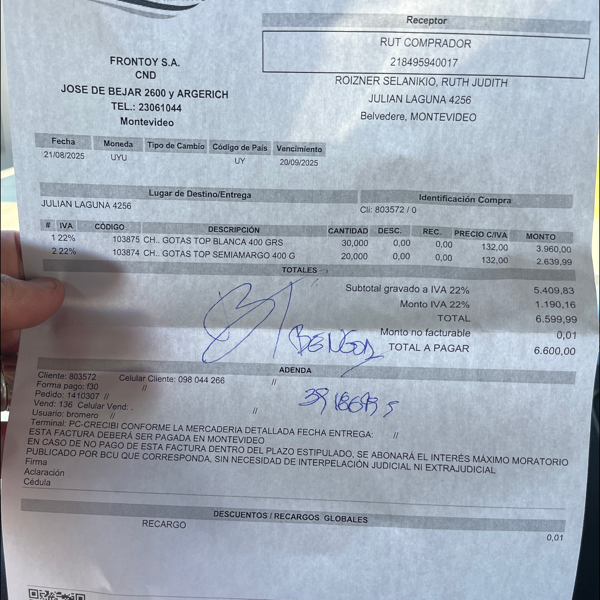 Receptor
RUT COMPRADOR
218495940017
ROIZNER SELANIKIO, RUTH JUDITH
JULIAN LAGUNA 4256
Belvedere, MONTEVIDEO
FRONTOY S.A.
CND
JOSE DE BEJAR 2600 y ARGERICH
TEL.: 23061044
Montevideo
Fecha Moneda Tipo de Cambio Código de País Vencimiento
21/08/2025 UYU UY 20/09/2025
Lugar de Destino/Entrega Identificación Compra
JULIAN LAGUNA 4256 Cli: 803572 / 0
# IVA CÓDIGO DESCRIPCIÓN CANTIDAD DESC. REC. PRECIO C/IVA MONTO
1 22% 103875 CH.. GOTAS TOP BLANCA 400 GRS 30,000 0,00 0,00 132,00 3.960,00
2 22% 103874 CH.. GOTAS TOP SEMIAMARGO 400 G 20,000 0,00 0,00 132,00 2.639,99
TOTALES
Subtotal gravado a IVA 22% 5.409,83
Monto IVA 22% 1.190,16
TOTAL 6.599,99
Monto no facturable 0,01
TOTAL A PAGAR 6.600,00
ADENDA
Cliente: 803572 Celular Cliente: 098 044 266 //
Forma pago: f30 //
Pedido: 1410307 //
Vend: 136 Celular Vend: . //
Usuario: bromero //
Terminal: PC-CRECIBI CONFORME LA MERCADERIA DETALLADA FECHA ENTREGA: //
ESTA FACTURA DEBERÁ SER PAGADA EN MONTEVIDEO
EN CASO DE NO PAGO DE ESTA FACTURA DENTRO DEL PLAZO ESTIPULADO, SE ABONARÁ EL INTERÉS MÁXIMO MORATORIO
PUBLICADO POR BCU QUE CORRESPONDA, SIN NECESIDAD DE INTERPELACIÓN JUDICIAL NI EXTRAJUDICIAL
Firma
Aclaración
Cédula
DESCUENTOS / RECARGOS GLOBALES
RECARGO 0,01